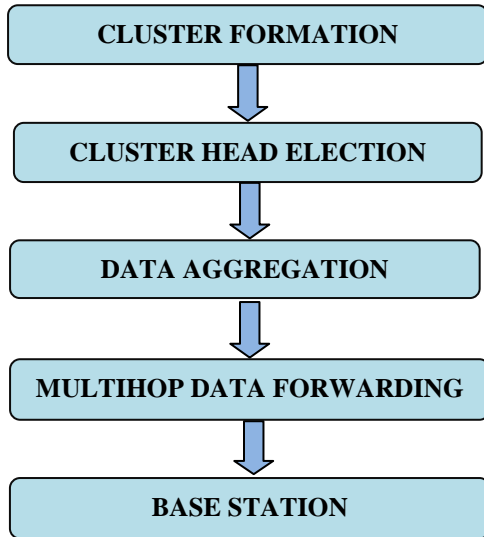 CLUSTER FORMATION
CLUSTER HEAD ELECTION
DATA AGGREGATION
MULTIHOP DATA FORWARDING
BASE STATION